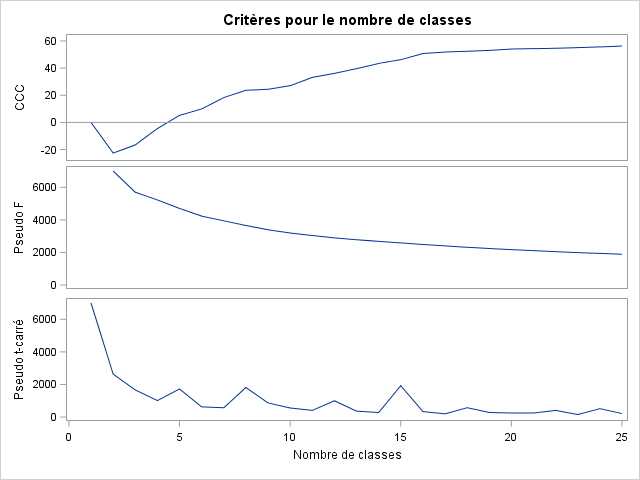 Critères pour le nombre de classes
CCC
60
40
20
0
-20
Pseudo F
6000
4000
2000
0
Pseudo t-carré
6000
4000
2000
0
0 5 10 15 20 25
Nombre de classes